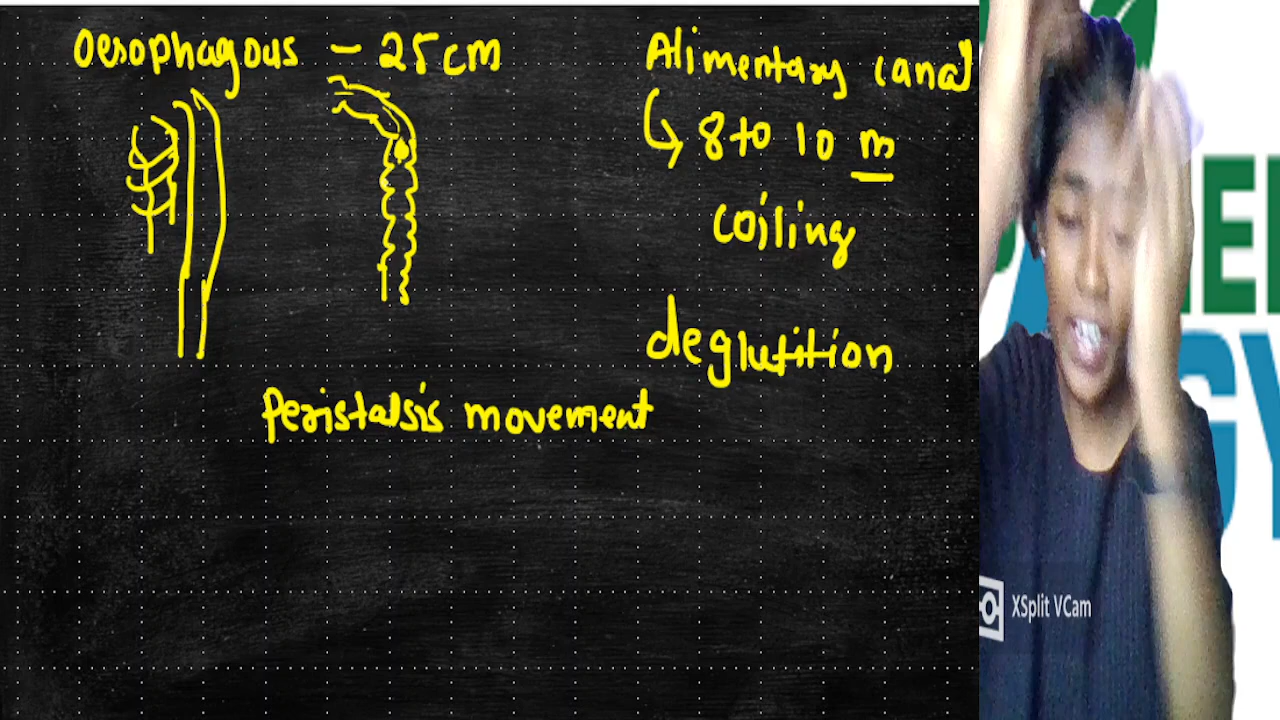 Oesophagous - 25 cm
Alimentary canal
8 to 10 m
coiling
deglutition
Peristalsis movement
XSplit VCam